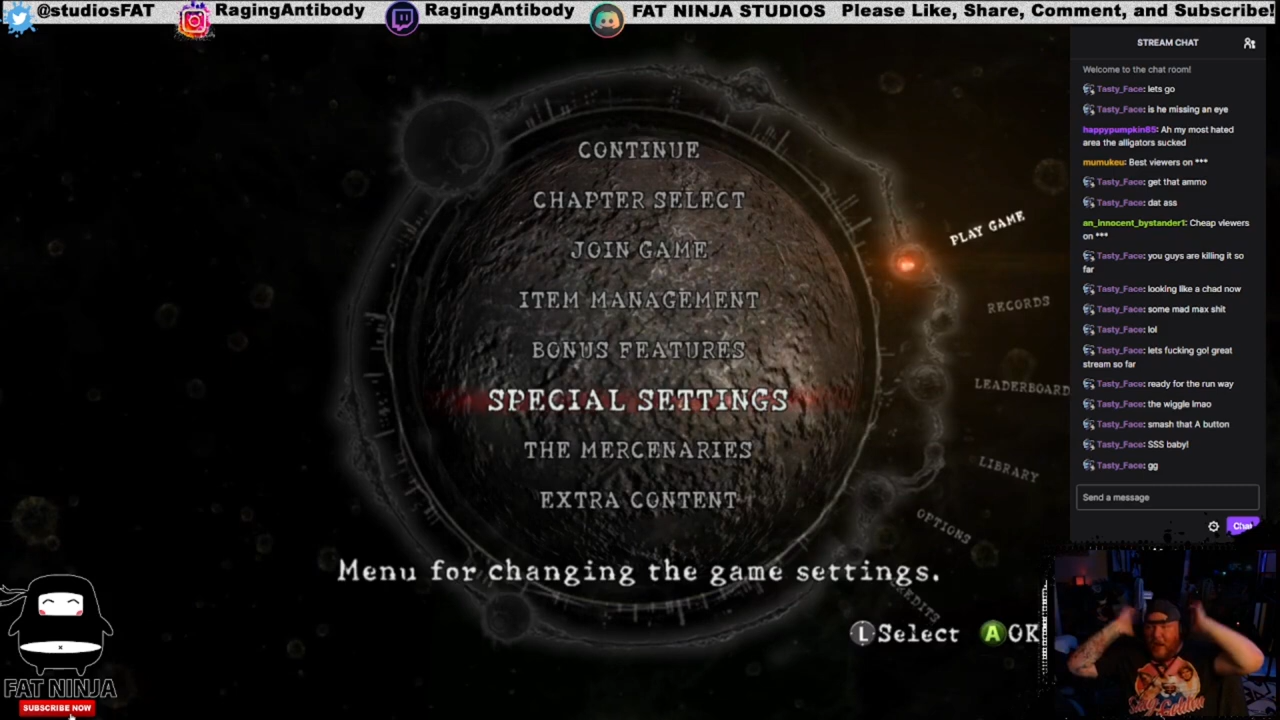 @studiosFAT RagingAntibody RagingAntibody FAT NINJA STUDIOS Please Like, Share, Comment, and Subscribe!
CONTINUE
CHAPTER SELECT
JOIN GAME
ITEM MANAGEMENT
BONUS FEATURES
SPECIAL SETTINGS
THE MERCENARIES
EXTRA CONTENT
Menu for changing the game settings.
L Select A OK
PLAY GAME
RECORDS
LEADERBOARD
LIBRARY
OPTIONS
STREAM CHAT
Welcome to the chat room!
Tasty_Face: lets go
Tasty_Face: is he missing an eye
happypumpkin85: Ah my most hated
area the alligators sucked
mumukeu: Best viewers on ***
Tasty_Face: get that ammo
Tasty_Face: dat ass
an_innocent_bystander1: Cheap viewers
on ***
Tasty_Face: you guys are killing it so
far
Tasty_Face: looking like a chad now
Tasty_Face: some mad max shit
Tasty_Face: lol
Tasty_Face: lets fucking go! great
stream so far
Tasty_Face: ready for the run way
Tasty_Face: the wiggle lmao
Tasty_Face: smash that A button
Tasty_Face: SSS baby!
Tasty_Face: gg
Send a message
Chat
FAT NINJA
SUBSCRIBE NOW